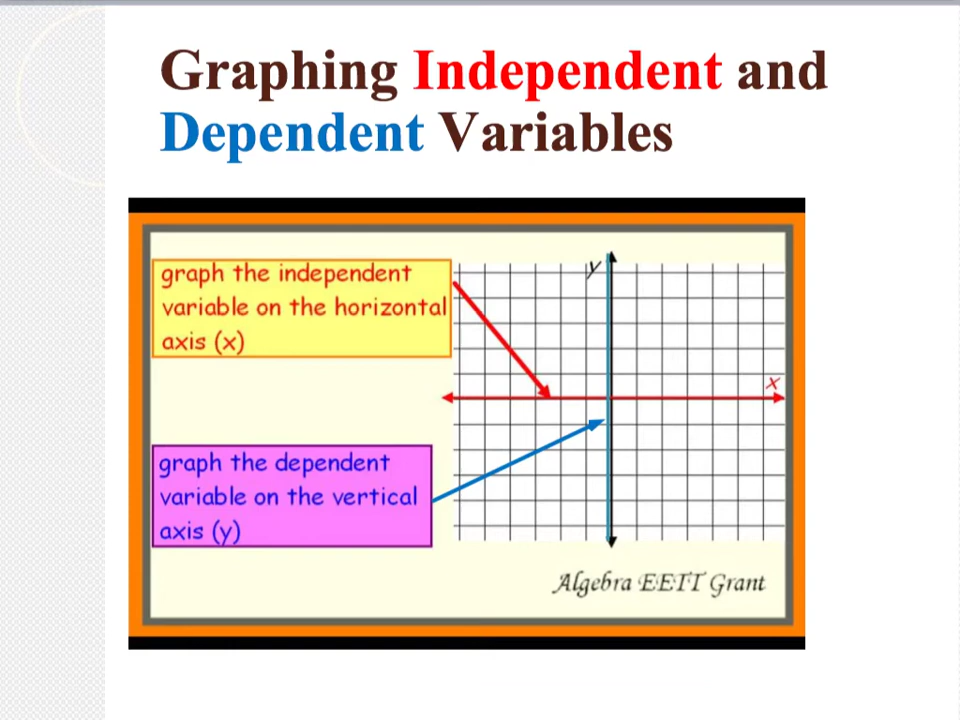 Graphing Independent and
Dependent Variables
graph the independent
variable on the horizontal
axis (x)
y
x
graph the dependent
variable on the vertical
axis (y)
Algebra EETT Grant